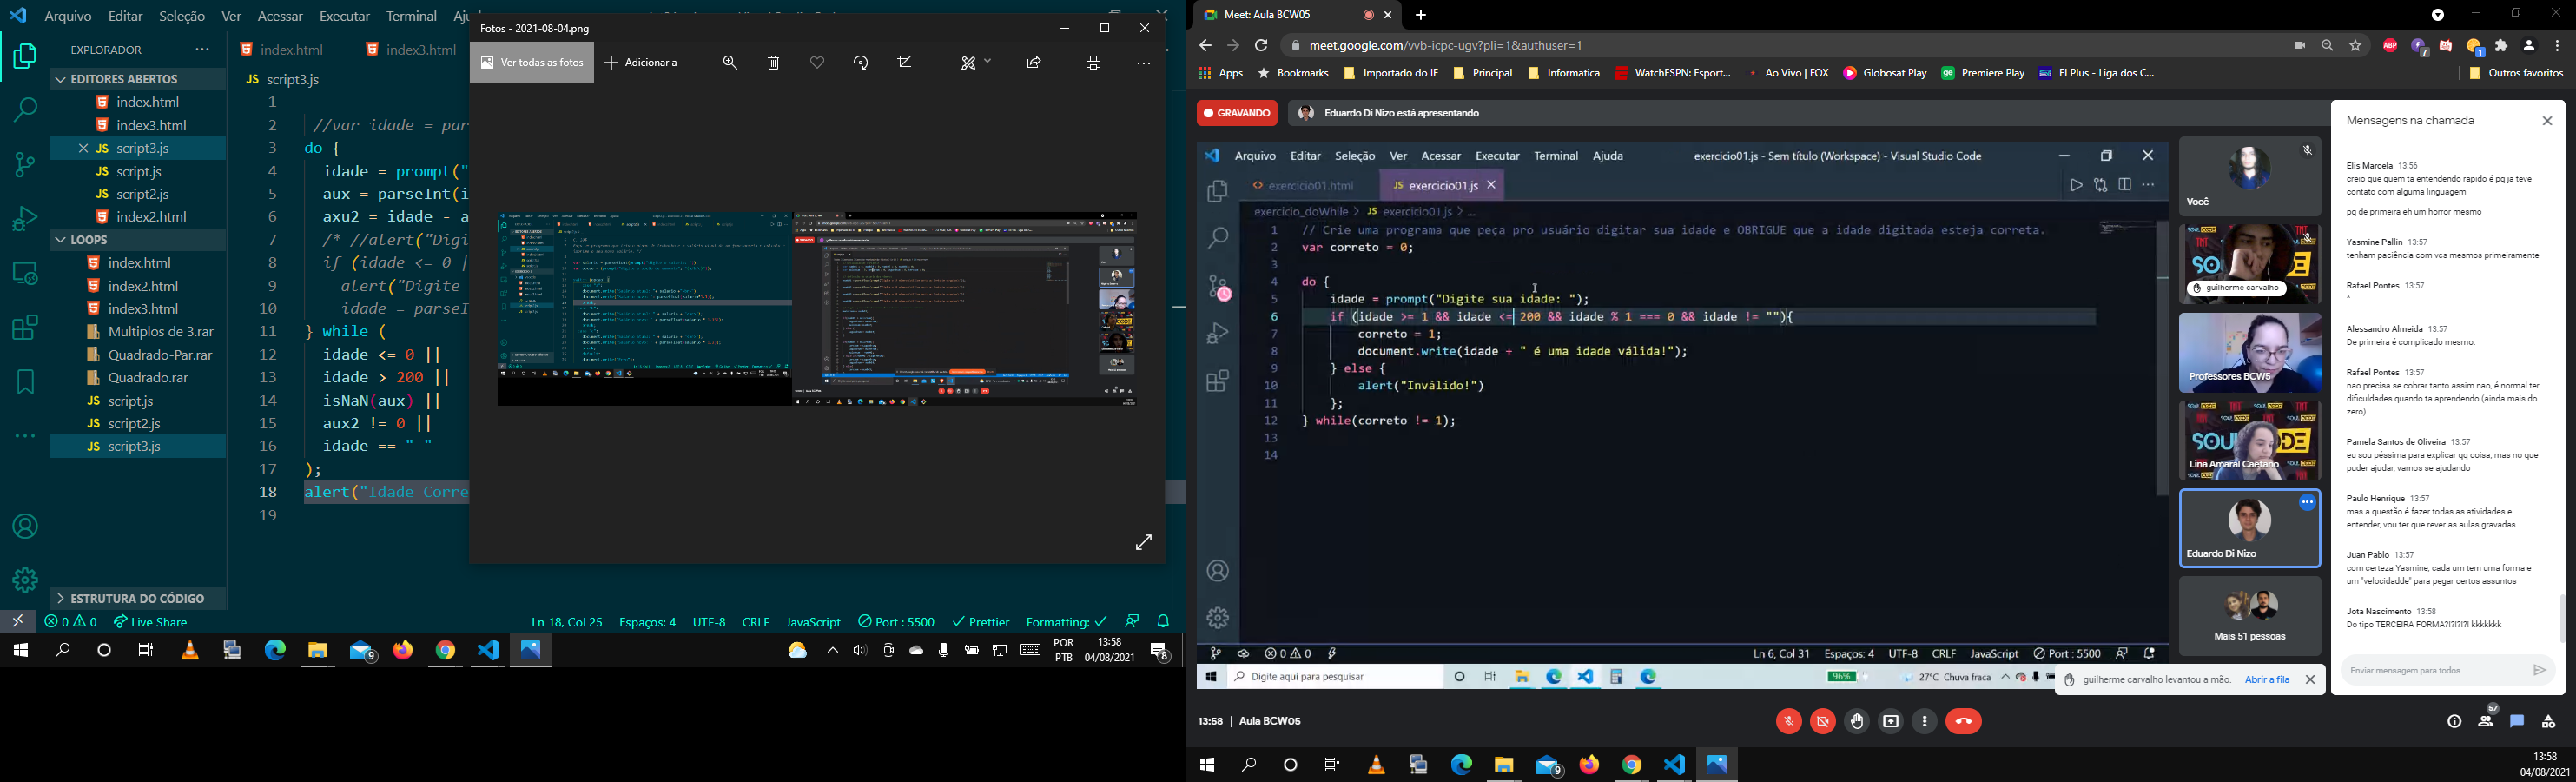 Arquivo Editar Seleção Ver Acessar Executar Terminal
EXPLORADOR
EDITORES ABERTOS
index.html
index3.html
script3.js
script.js
script2.js
index2.html
LOOPS
index.html
index2.html
index3.html
Multiplos de 3.rar
Quadrado-Par.rar
Quadrado.rar
script.js
script2.js
script3.js
ESTRUTURA DO CÓDIGO
index.html
index3.html
script3.js
1
2 //var idade = par
3 do {
4 idade = prompt("
5 aux = parseInt(i
6 axu2 = idade - a
7 /* //alert("Digi
8 if (idade <= 0 |
9 alert("Digite
10 idade = parseI
11 } while (
12 idade <= 0 ||
13 idade > 200 ||
14 isNaN(aux) ||
15 aux2 != 0 ||
16 idade == " "
17 );
18 alert("Idade Corre
19
Fotos - 2021-08-04.png
Ver todas as fotos
Adicionar a
0 0 Live Share
Ln 18, Col 25 Espaços: 4 UTF-8 CRLF JavaScript Port : 5500 Prettier Formatting:
9
POR
PTB
13:58
04/08/2021
8
Meet: Aula BCW05
meet.google.com/vvb-icpc-ugv?pli=1&authuser=1
ABP
7
1
Apps Bookmarks Importado do IE Principal Informatica WatchESPN: Esport... Ao Vivo | FOX Globosat Play Premiere Play EI Plus - Liga dos C... Outros favoritos
GRAVANDO
Eduardo Di Nizo está apresentando
Arquivo Editar Seleção Ver Acessar Executar Terminal Ajuda
exercicio01.js - Sem título (Workspace) - Visual Studio Code
exercicio01.html
exercicio01.js
exercicio_doWhile > JS exercicio01.js > ...
1 // Crie uma programa que peça pro usuário digitar sua idade e OBRIGUE que a idade digitada esteja correta.
2 var correto = 0;
3
4 do {
5 idade = prompt("Digite sua idade: ");
6 if (idade >= 1 && idade <= 200 && idade % 1 === 0 && idade != ""){
7 correto = 1;
8 document.write(idade + " é uma idade válida!");
9 } else {
10 alert("Inválido!")
11 };
12 } while(correto != 1);
13
14
0 0
Ln 6, Col 31 Espaços: 4 UTF-8 CRLF JavaScript Port : 5500
Digite aqui para pesquisar
96%
27°C Chuva fraca
guilherme carvalho levantou a mão.
Abrir a fila
Você
guilherme carvalho
Professores BCW5
Lina Amaral Caetano
Eduardo Di Nizo
Mais 51 pessoas
Mensagens na chamada
Elis Marcela 13:56
creio que quem ta entendendo rapido é pq ja teve
contato com alguma linguagem
pq de primeira eh um horror mesmo
Yasmine Pallin 13:57
tenham paciência com vcs mesmos primeiramente
Rafael Pontes 13:57
Alessandro Almeida 13:57
De primeira é complicado mesmo.
Rafael Pontes 13:57
nao precisa se cobrar tanto assim nao, é normal ter
dificuldades quando ta aprendendo (ainda mais do
zero)
Pamela Santos de Oliveira 13:57
eu sou péssima para explicar qq coisa, mas no que
puder ajudar, vamos se ajudando
Paulo Henrique 13:57
mas a questão é fazer todas as atividades e
entender, vou ter que rever as aulas gravadas
Juan Pablo 13:57
com certeza Yasmine, cada um tem uma forma e
um "velocidadde" para pegar certos assuntos
Jota Nascimento 13:58
Do tipo TERCEIRA FORMA?!?!?!?! kkkkkkk
Enviar mensagem para todos
13:58 | Aula BCW05
57
9
13:58
04/08/2021